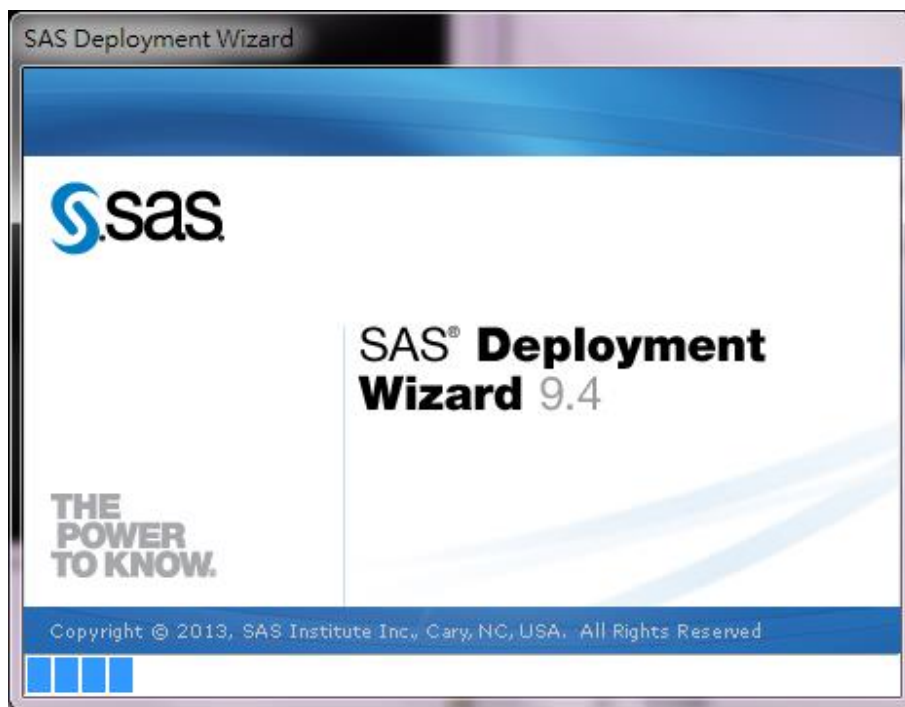 SAS Deployment Wizard
sas
SAS® Deployment
Wizard 9.4
THE
POWER
TO KNOW.
Copyright © 2013, SAS Institute Inc., Cary, NC, USA. All Rights Reserved